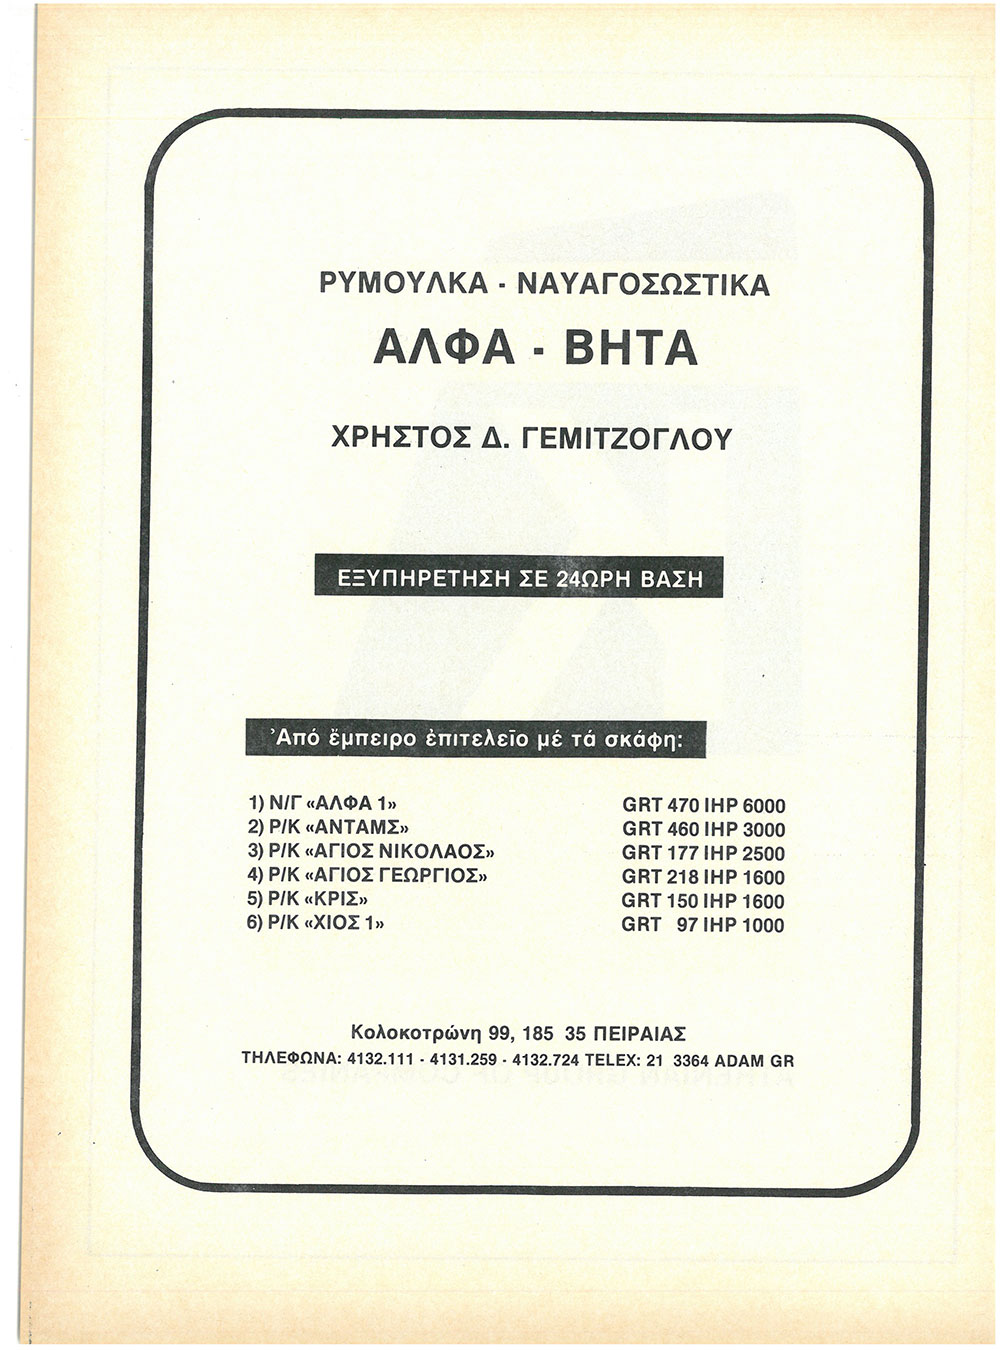 ΡΥΜΟΥΛΚΑ - ΝΑΥΑΓΟΣΩΣΤΙΚΑ
ΑΛΦΑ - ΒΗΤΑ
ΧΡΗΣΤΟΣ Δ. ΓΕΜΙΤΖΟΓΛΟΥ
ΕΞΥΠΗΡΕΤΗΣΗ ΣΕ 24ΩΡΗ ΒΑΣΗ
Ἀπό ἔμπειρο ἐπιτελεῖο μέ τά σκάφη:
1) Ν/Γ «ΑΛΦΑ 1» GRT 470 IHP 6000
2) Ρ/Κ «ΑΝΤΑΜΣ» GRT 460 IHP 3000
3) Ρ/Κ «ΑΓΙΟΣ ΝΙΚΟΛΑΟΣ» GRT 177 IHP 2500
4) Ρ/Κ «ΑΓΙΟΣ ΓΕΩΡΓΙΟΣ» GRT 218 IHP 1600
5) Ρ/Κ «ΚΡΙΣ» GRT 150 IHP 1600
6) Ρ/Κ «ΧΙΟΣ 1» GRT 97 IHP 1000
Κολοκοτρώνη 99, 185 35 ΠΕΙΡΑΙΑΣ
ΤΗΛΕΦΩΝΑ: 4132.111 - 4131.259 - 4132.724 TELEX: 21 3364 ADAM GR